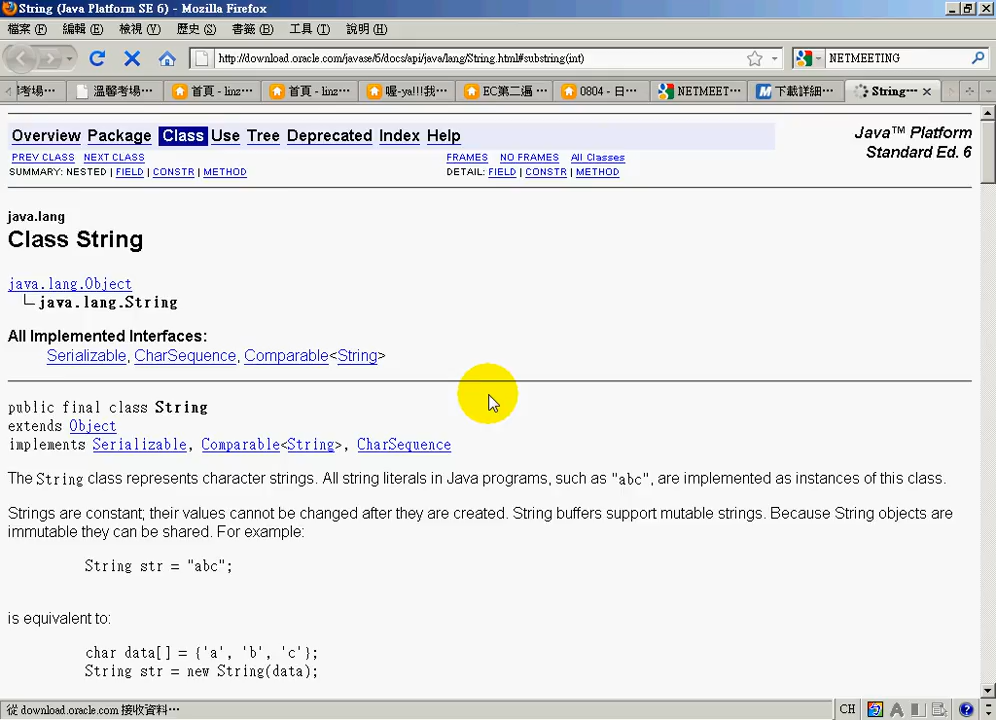 String (Java Platform SE 6) - Mozilla Firefox
檔案 (F) 編輯 (E) 檢視 (V) 歷史 (S) 書籤 (B) 工具 (T) 說明 (H)
http://download.oracle.com/javase/6/docs/api/java/lang/String.html#substring(int) NETMEETING
考場⋯ 溫馨考場⋯ 首頁 - linz⋯ 首頁 - linz⋯ 喔-ya!!!我⋯ EC第二遍⋯ 0804 - 日⋯ NETMEET⋯ 下載詳細⋯ String⋯
Overview Package Class Use Tree Deprecated Index Help
Java™ Platform
Standard Ed. 6
PREV CLASS NEXT CLASS FRAMES NO FRAMES All Classes
SUMMARY: NESTED | FIELD | CONSTR | METHOD DETAIL: FIELD | CONSTR | METHOD
java.lang
Class String
java.lang.Object
java.lang.String
All Implemented Interfaces:
Serializable, CharSequence, Comparable<String>
public final class String
extends Object
implements Serializable, Comparable<String>, CharSequence
The String class represents character strings. All string literals in Java programs, such as "abc", are implemented as instances of this class.
Strings are constant; their values cannot be changed after they are created. String buffers support mutable strings. Because String objects are
immutable they can be shared. For example:
String str = "abc";
is equivalent to:
char data[] = {'a', 'b', 'c'};
String str = new String(data);
從 download.oracle.com 接收資料⋯ CH